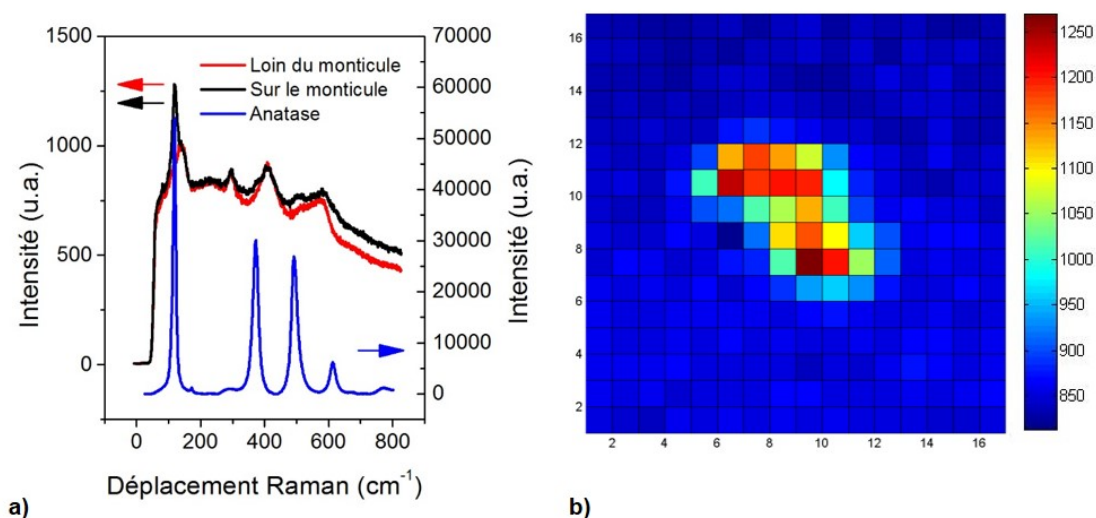 1500
1000
500
0
Intensité (u.a.)
Loin du monticule
Sur le monticule
Anatase
70000
60000
50000
40000
30000
20000
10000
0
Intensité (u.a.)
0 200 400 600 800
Déplacement Raman (cm⁻¹)
a)
16
14
12
10
8
6
4
2
2 4 6 8 10 12 14 16
1250
1200
1150
1100
1050
1000
950
900
850
b)